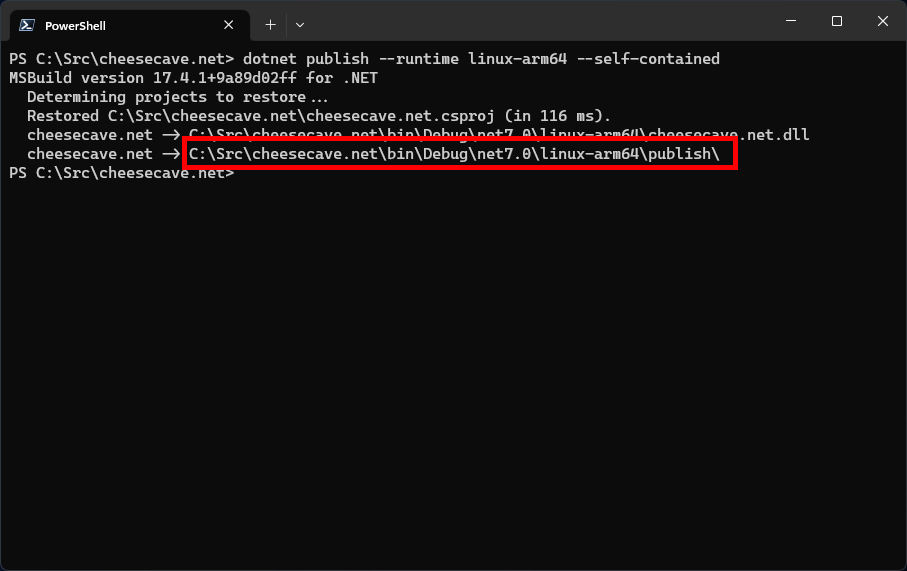 PowerShell
PS C:\Src\cheesecave.net> dotnet publish --runtime linux-arm64 --self-contained
MSBuild version 17.4.1+9a89d02ff for .NET
Determining projects to restore...
Restored C:\Src\cheesecave.net\cheesecave.net.csproj (in 116 ms).
cheesecave.net -> C:\Src\cheesecave.net\bin\Debug\net7.0\linux-arm64\cheesecave.net.dll
cheesecave.net -> C:\Src\cheesecave.net\bin\Debug\net7.0\linux-arm64\publish\
PS C:\Src\cheesecave.net>